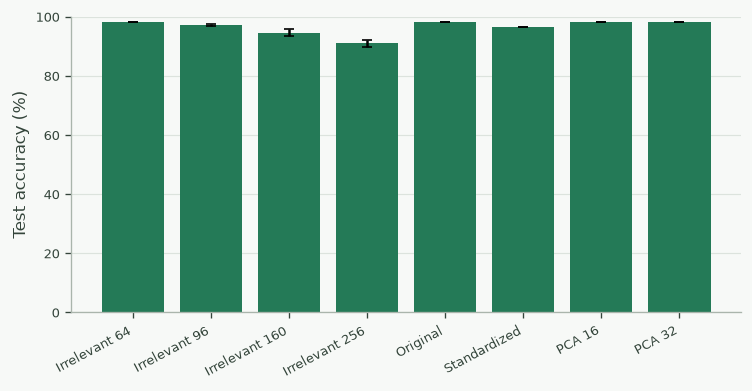 100
80
60
40
20
0
Test accuracy (%)
Irrelevant 64
Irrelevant 96
Irrelevant 160
Irrelevant 256
Original
Standardized
PCA 16
PCA 32